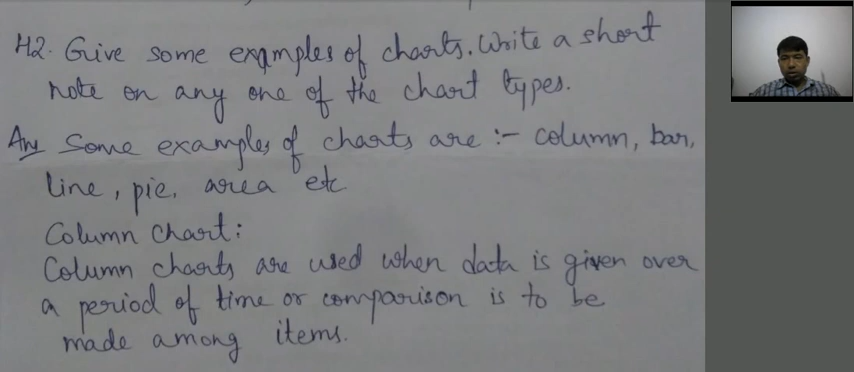 42. Give some examples of charts. Write a short
note on any one of the chart types.
Ans Some examples of charts are :- column, bar,
line, pie, area etc
Column Chart:
Column charts are used when data is given over
a period of time or comparison is to be
made among items.